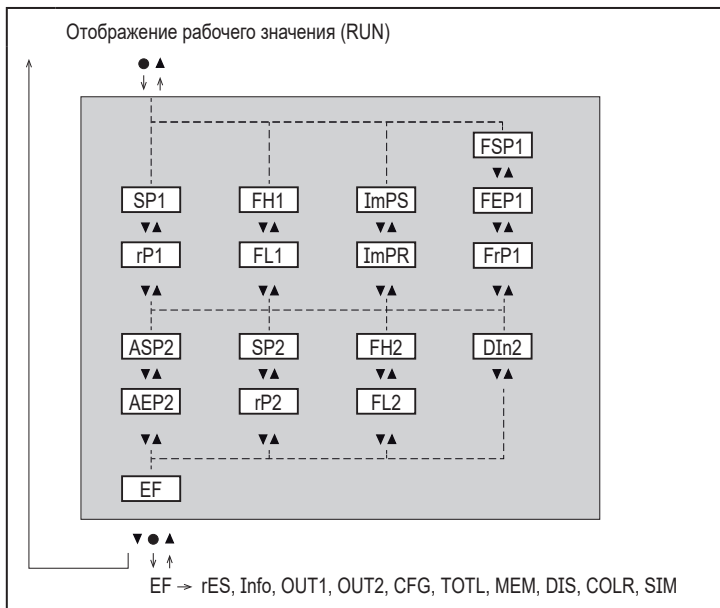 Отображение рабочего значения (RUN)
FSP1
SP1 FH1 ImPS FEP1
rP1 FL1 ImPR FrP1
ASP2 SP2 FH2 DIn2
AEP2 rP2 FL2
EF
EF → rES, Info, OUT1, OUT2, CFG, TOTL, MEM, DIS, COLR, SIM